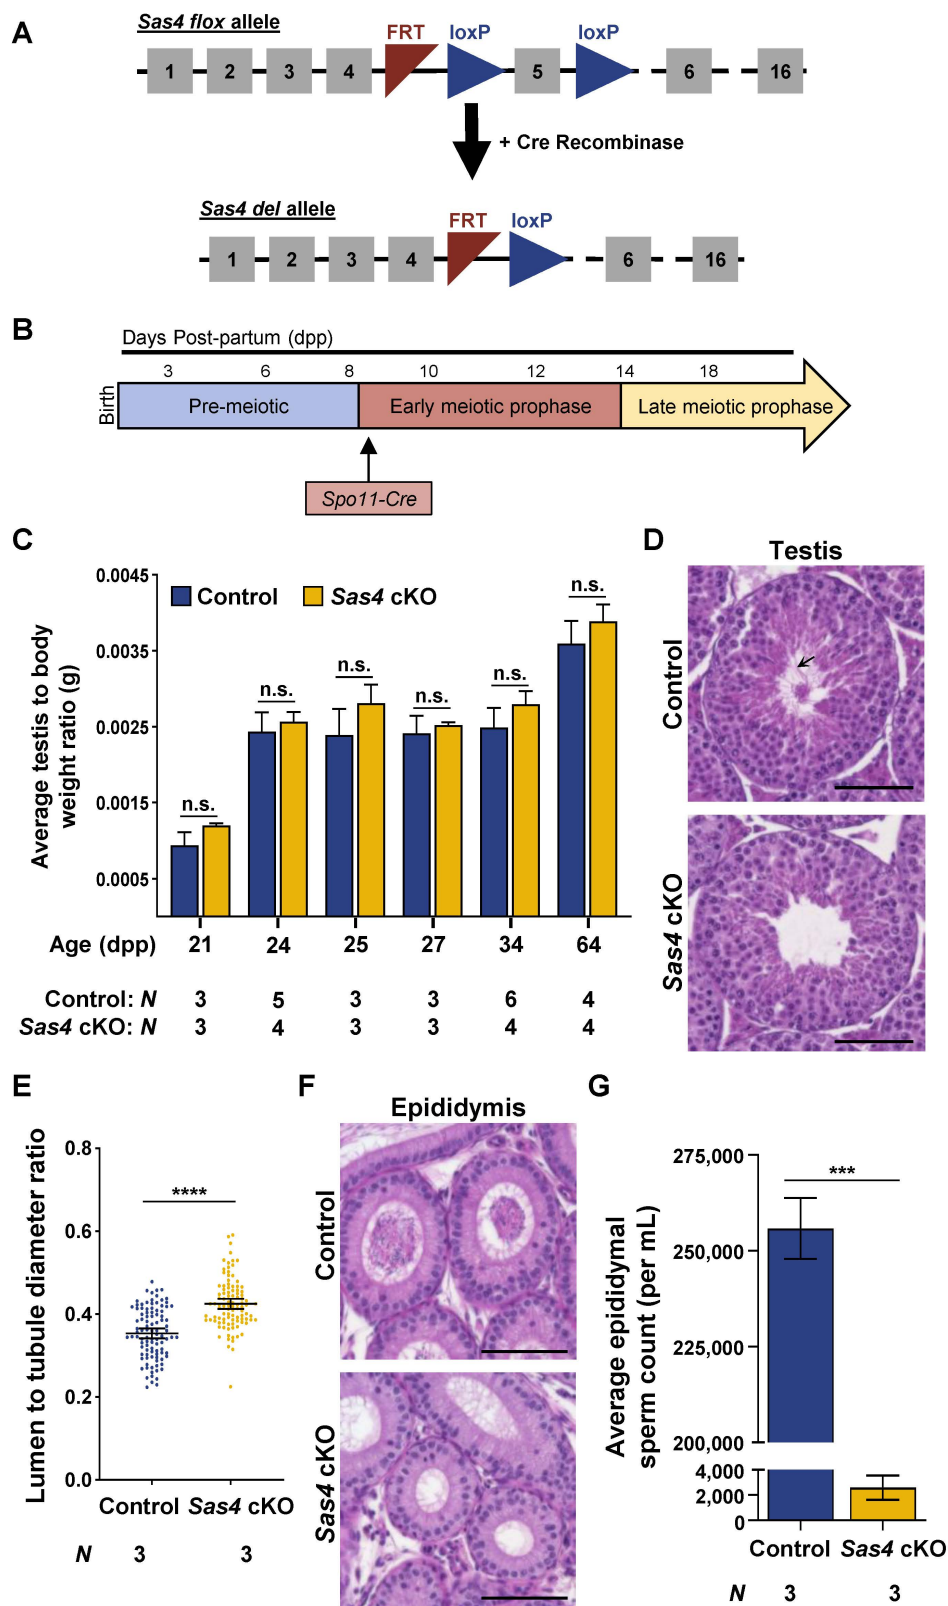 A
Sas4 flox allele
FRT loxP loxP
1 2 3 4 5 6 16
+ Cre Recombinase
Sas4 del allele
FRT loxP
1 2 3 4 6 16
B
Days Post-partum (dpp)
3 6 8 10 12 14 18
Birth
Pre-meiotic Early meiotic prophase Late meiotic prophase
Spo11-Cre
C
Average testis to body
weight ratio (g)
0.0045
0.0035
0.0025
0.0015
0.0005
Control Sas4 cKO
n.s. n.s. n.s. n.s. n.s. n.s.
Age (dpp) 21 24 25 27 34 64
Control: N 3 5 3 3 6 4
Sas4 cKO: N 3 4 3 3 4 4
D
Testis
Control
Sas4 cKO
E
Lumen to tubule diameter ratio
0.8
0.6
0.4
0.2
0.0
****
Control Sas4 cKO
N 3 3
F
Epididymis
Control
Sas4 cKO
G
Average epididymal
sperm count (per mL)
275,000
250,000
225,000
200,000
4,000
2,000
0
***
Control Sas4 cKO
N 3 3